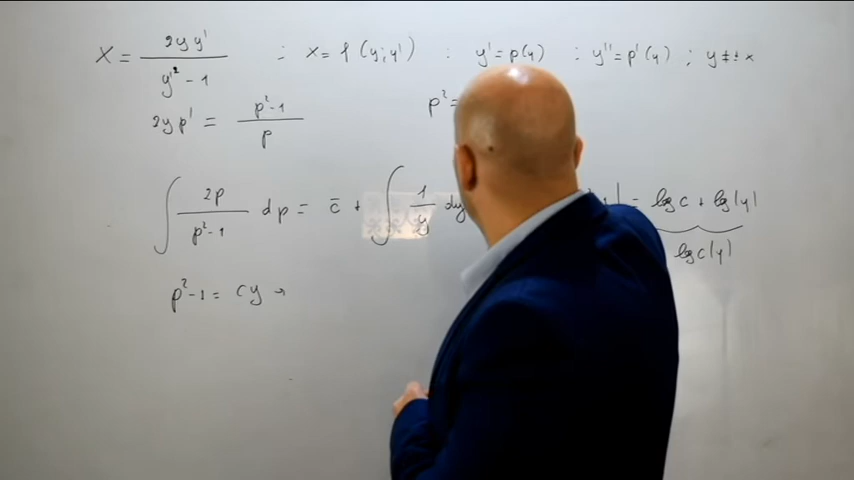 x = 2yy' / y'² - 1 : x = f(y; y') : y' = p(y) : y'' = p'(y) ; y ≠ ± x
2yp' = p² - 1 / p p² =
∫ 2p / p² - 1 dp = c̄ + ∫ 1 / y dy | = log c + log |y|
log c |y|
p² - 1 = cy →